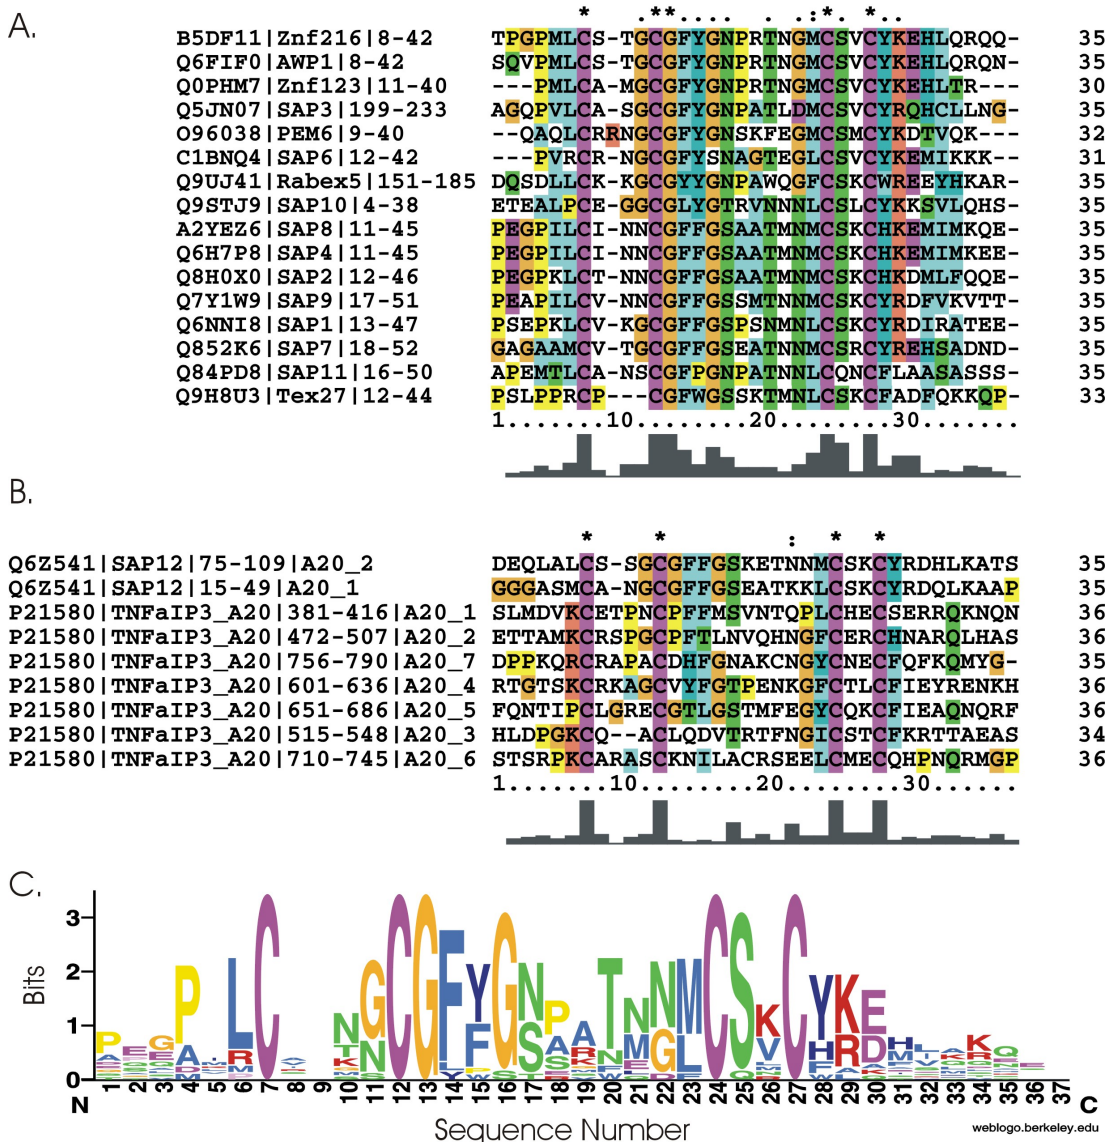 A.
* .**.... . .:*. *..
B5DF11|Znf216|8-42 TPGPMLCS-TGCGFYGNPRTNGMCSVCYKEHLQRQQ- 35
Q6FIF0|AWP1|8-42 SQVPMLCS-TGCGFYGNPRTNGMCSVCYKEHLQRQN- 35
Q0PHM7|Znf123|11-40 ---PMLCA-TGCGFYGNPRTNGMCSVCYKEHLTR--- 30
Q5JN07|SAP3|199-233 AGQPVLCA-SGCGFYGNPATLDMCSVCYRQHCLLNG- 35
O96038|PEM6|9-40 --QAQLCRRNGCGFYGNSKFEGMCSMCYKDTVQK--- 32
C1BNQ4|SAP6|12-42 ---PVRCR-NGCGFYSNAGTEGLCSVCYKEMIKKK-- 31
Q9UJ41|Rabex5|151-185 DQSDLLCK-KGCGYYGNPAWQGFCSKCWREEYHKAR- 35
Q9STJ9|SAP10|4-38 ETEALPCE-GGCGLYGTRVNNNLCSLCYKKSVLQHS- 35
A2YEZ6|SAP8|11-45 PEGPILCI-NNCGFFGSAATMNMCSKCHKEMIMKQE- 35
Q6H7P8|SAP4|11-45 PEGPILCI-NNCGFFGSAATMNMCSKCHKEMIMKEE- 35
Q8H0X0|SAP2|12-46 PEGPKLCT-NNCGFFGSAATMNMCSKCHKDMLFQQE- 35
Q7Y1W9|SAP9|17-51 PEAPILCV-NNCGFFGSSMTNNMCSKCYRDFVKVTT- 35
Q6NNI8|SAP1|13-47 PSEPKLCV-KGCGFFGSPSNMNLCSKCYRDIRATEE- 35
Q852K6|SAP7|18-52 GAGAAMCV-TGCGFFGSEATNNMCSRCYREHSADND- 35
Q84PD8|SAP11|16-50 APEMTLCA-NSCGFPGNPATNNLCQNCFLAASASSS- 35
Q9H8U3|Tex27|12-44 PSLPPRCP---CGFWGSSKTMNLCSKCFADFQKKQP- 33
1.......10........20........30.......
B.
* * : * *
Q6Z541|SAP12|75-109|A20_2 DEQLALCS-SGCGFFGSKETNNMCSKCYRDHLKATS 35
Q6Z541|SAP12|15-49|A20_1 GGGASMCA-NGCGFFGSEATKNLCSKCYRDQLKAAP 35
P21580|TNFaIP3_A20|381-416|A20_1 SLMDVKCETPNCPFFMSVNTQPLCHECSERRQKNQN 36
P21580|TNFaIP3_A20|472-507|A20_2 ETTAMKCRSPGCPFTLNVQHNGFCERCHNARQLHAS 36
P21580|TNFaIP3_A20|756-790|A20_7 DPPKQRCRAPACDHFGNAKCNGYCNECFQFKQMYG- 35
P21580|TNFaIP3_A20|601-636|A20_4 RTGTSKCRKAGCVYFGTPENKGFCTLCFIEYRENKH 36
P21580|TNFaIP3_A20|651-686|A20_5 FQNTIPCLGRECGTLGSTMFEGYCQKCFIEAQNQRF 36
P21580|TNFaIP3_A20|515-548|A20_3 HLDPGKCQ--ACLQDVTRTFNGICSTCFKRTTAEAS 34
P21580|TNFaIP3_A20|710-745|A20_6 STSRPKCARASCKNILACRSEELCMECQHPNQRMGP 36
1.......10........20........30.......
C.
Bits
3
2
1
0
1 2 3 4 5 6 7 8 9 10 11 12 13 14 15 16 17 18 19 20 21 22 23 24 25 26 27 28 29 30 31 32 33 34 35 36 37
N
C
Sequence Number
weblogo.berkeley.edu